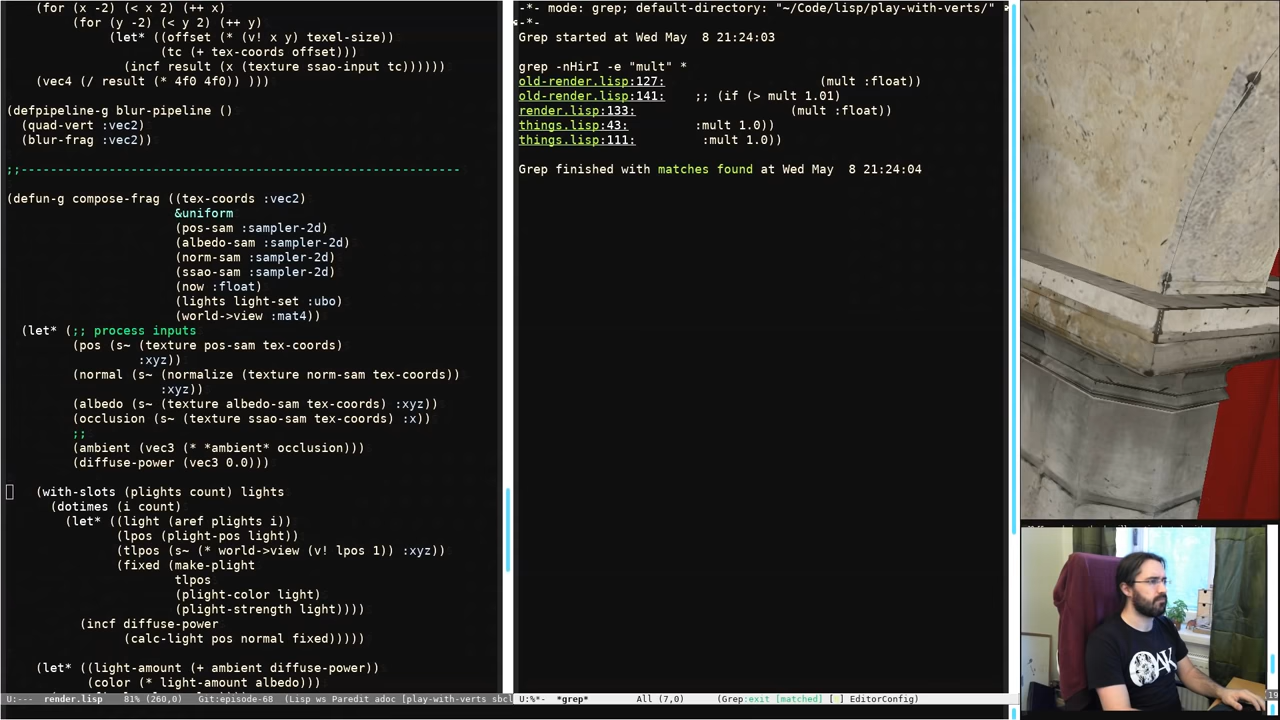 (for (x -2) (< x 2) (++ x)
         (for (y -2) (< y 2) (++ y)
              (let* ((offset (* (v! x y) texel-size))
                     (tc (+ tex-coords offset)))
                (incf result (x (texture ssao-input tc))))))
    (vec4 (/ result (* 4f0 4f0)) )))
(defpipeline-g blur-pipeline ()
  (quad-vert :vec2)
  (blur-frag :vec2))
;;-----------------------------------------------------------
(defun-g compose-frag ((tex-coords :vec2)
                       &uniform
                       (pos-sam :sampler-2d)
                       (albedo-sam :sampler-2d)
                       (norm-sam :sampler-2d)
                       (ssao-sam :sampler-2d)
                       (now :float)
                       (lights light-set :ubo)
                       (world->view :mat4))
  (let* (;; process inputs
         (pos (s~ (texture pos-sam tex-coords)
                  :xyz))
         (normal (s~ (normalize (texture norm-sam tex-coords))
                     :xyz))
         (albedo (s~ (texture albedo-sam tex-coords) :xyz))
         (occlusion (s~ (texture ssao-sam tex-coords) :x))
         ;;
         (ambient (vec3 (* *ambient* occlusion)))
         (diffuse-power (vec3 0.0)))
    (with-slots (plights count) lights
      (dotimes (i count)
        (let* ((light (aref plights i))
               (lpos (plight-pos light))
               (tlpos (s~ (* world->view (v! lpos 1)) :xyz))
               (fixed (make-plight
                       tlpos
                       (plight-color light)
                       (plight-strength light))))
          (incf diffuse-power
                (calc-light pos normal fixed)))))
    (let* ((light-amount (+ ambient diffuse-power))
           (color (* light-amount albedo)))
U:---  render.lisp   81% (260,0)   Git:episode-68  (Lisp ws Paredit adoc [play-with-verts sbcl
-*- mode: grep; default-directory: "~/Code/lisp/play-with-verts/"
-*-
Grep started at Wed May  8 21:24:03
grep -nHirI -e "mult" *
old-render.lisp:127:                     (mult :float))
old-render.lisp:141:    ;; (if (> mult 1.01)
render.lisp:133:                     (mult :float))
things.lisp:43:         :mult 1.0))
things.lisp:111:         :mult 1.0))
Grep finished with matches found at Wed May  8 21:24:04
U:%*-  *grep*          All (7,0)      (Grep:exit [matched] [ ] EditorConfig)
OAK
19